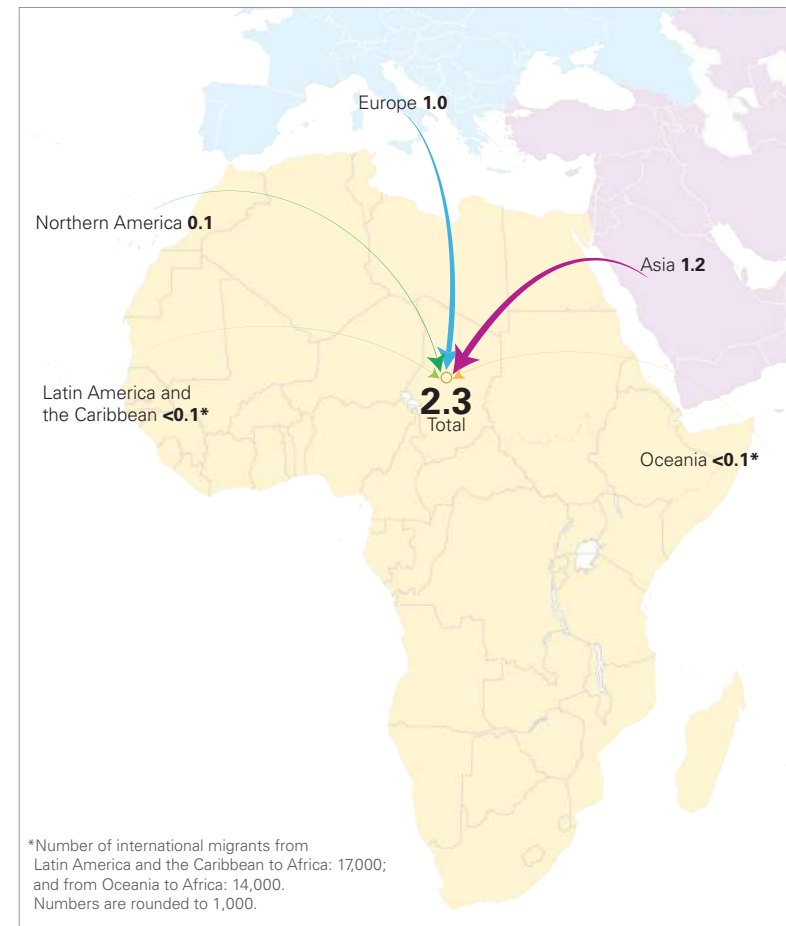 Europe 1.0
Northern America 0.1
Asia 1.2
Latin America and
the Caribbean <0.1*
2.3
Total
Oceania <0.1*
*Number of international migrants from
Latin America and the Caribbean to Africa: 17,000;
and from Oceania to Africa: 14,000.
Numbers are rounded to 1,000.